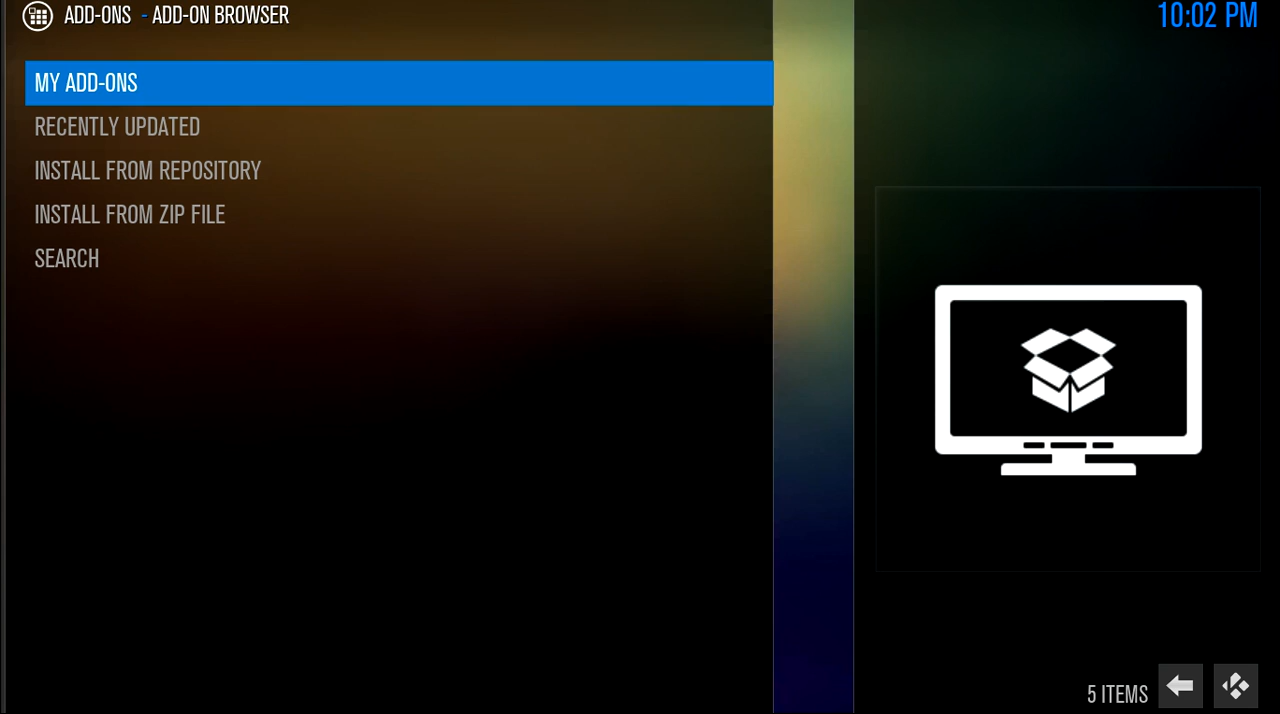 ADD-ONS - ADD-ON BROWSER
10:02 PM
MY ADD-ONS
RECENTLY UPDATED
INSTALL FROM REPOSITORY
INSTALL FROM ZIP FILE
SEARCH
5 ITEMS